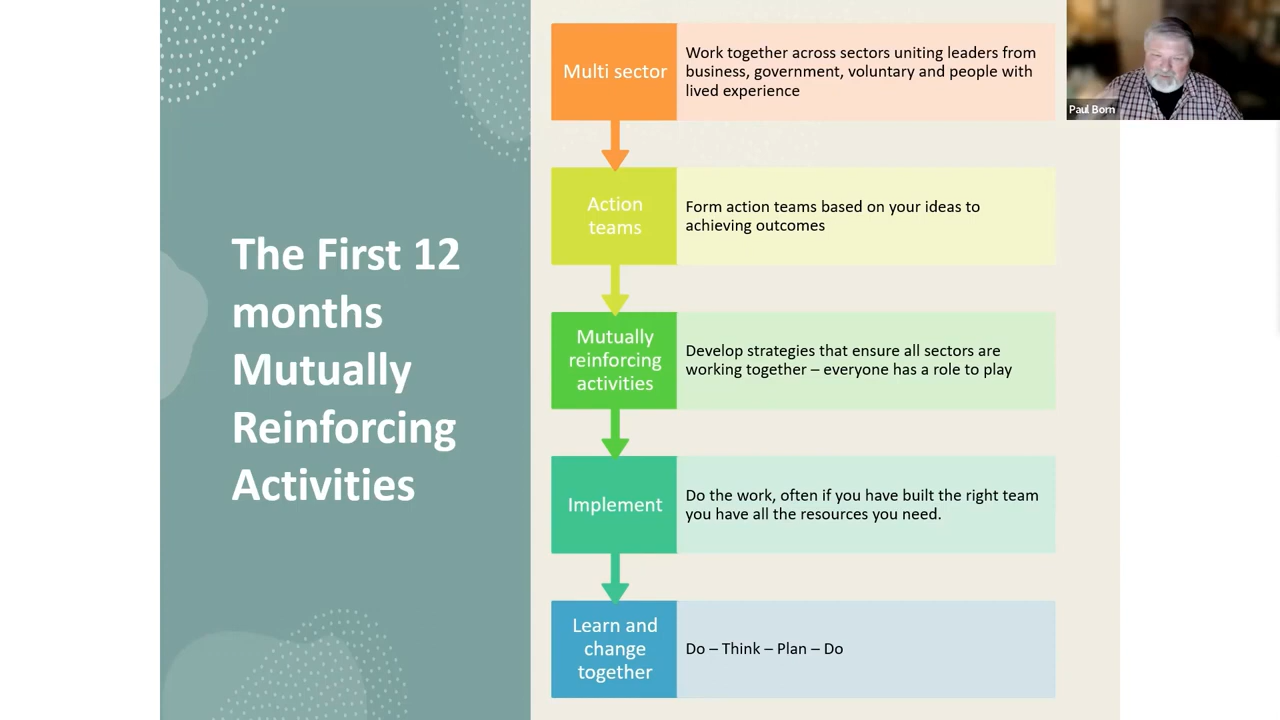 The First 12
months
Mutually
Reinforcing
Activities
Multi sector
Work together across sectors uniting leaders from
business, government, voluntary and people with
lived experience
Action
teams
Form action teams based on your ideas to
achieving outcomes
Mutually
reinforcing
activities
Develop strategies that ensure all sectors are
working together – everyone has a role to play
Implement
Do the work, often if you have built the right team
you have all the resources you need.
Learn and
change
together
Do – Think – Plan – Do
Paul Born